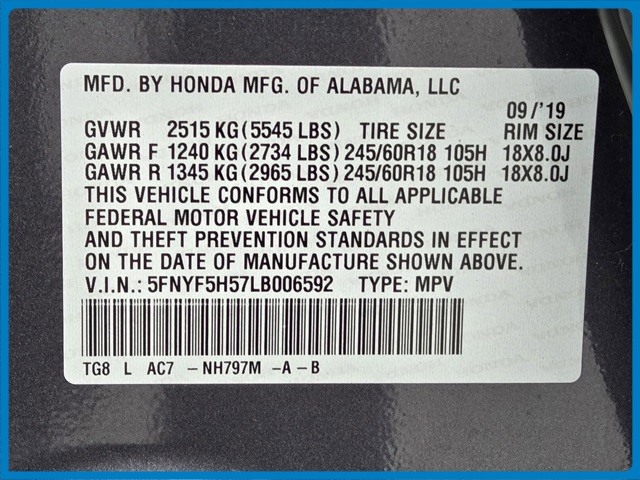 MFD. BY HONDA MFG. OF ALABAMA, LLC
09/'19
GVWR 2515 KG(5545 LBS) TIRE SIZE RIM SIZE
GAWR F 1240 KG(2734 LBS) 245/60R18 105H 18X8.0J
GAWR R 1345 KG(2965 LBS) 245/60R18 105H 18X8.0J
THIS VEHICLE CONFORMS TO ALL APPLICABLE
FEDERAL MOTOR VEHICLE SAFETY
AND THEFT PREVENTION STANDARDS IN EFFECT
ON THE DATE OF MANUFACTURE SHOWN ABOVE.
V.I.N.: 5FNYF5H57LB006592 TYPE: MPV
TG8 L AC7 -NH797M -A-B